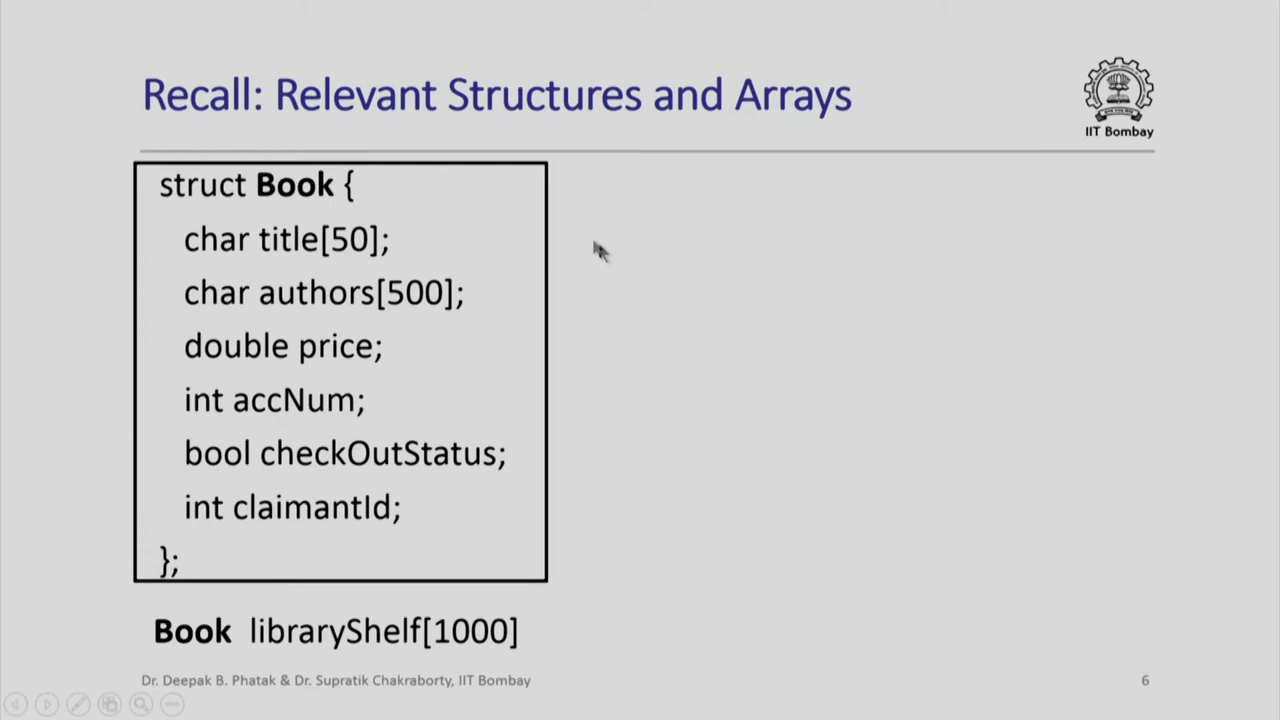 Recall: Relevant Structures and Arrays
IIT Bombay
struct Book {
char title[50];
char authors[500];
double price;
int accNum;
bool checkOutStatus;
int claimantId;
};
Book libraryShelf[1000]
Dr. Deepak B. Phatak & Dr. Supratik Chakraborty, IIT Bombay
6